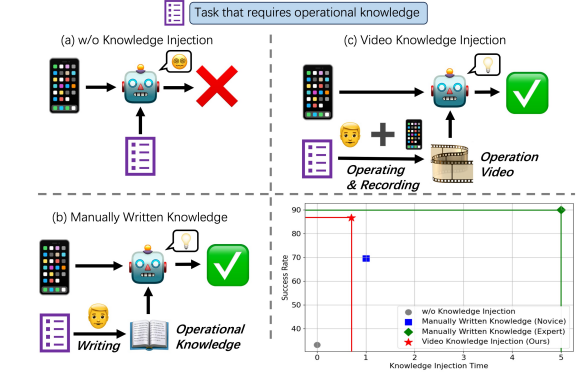 Task that requires operational knowledge
(a) w/o Knowledge Injection
(c) Video Knowledge Injection
Operating
& Recording
Operation
Video
(b) Manually Written Knowledge
Writing
Operational
Knowledge
Success Rate
90
80
70
60
50
40
0
1
2
3
4
5
Knowledge Injection Time
w/o Knowledge Injection
Manually Written Knowledge (Novice)
Manually Written Knowledge (Expert)
Video Knowledge Injection (Ours)